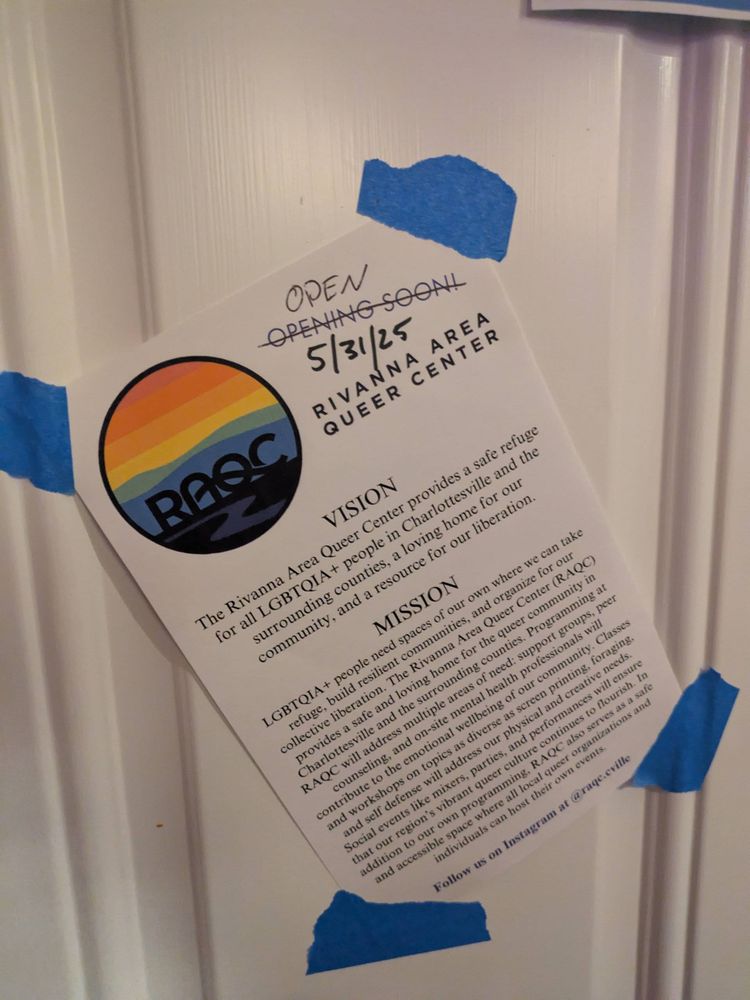 OPEN
OPENING SOON!
5/31/25
RIVANNA AREA
QUEER CENTER
RAQC
VISION
The Rivanna Area Queer Center provides a safe refuge
for all LGBTQIA+ people in Charlottesville and the
surrounding counties, a loving home for our
community, and a resource for our liberation.
MISSION
LGBTQIA+ people need spaces of our own where we can take
refuge, build resilient communities, and organize for our
collective liberation. The Rivanna Area Queer Center (RAQC)
provides a safe and loving home for the queer community in
Charlottesville and the surrounding counties. Programming at
RAQC will address multiple areas of need: support groups, peer
counseling, and on-site mental health professionals will
contribute to the emotional wellbeing of our community. Classes
and workshops on topics as diverse as screen printing, foraging,
and self defense will address our physical and creative needs.
Social events like mixers, parties, and performances will ensure
that our region's vibrant queer culture continues to flourish. In
addition to our own programming, RAQC also serves as a safe
and accessible space where all local queer organizations and
individuals can host their own events.
Follow us on Instagram at @raqc.cville